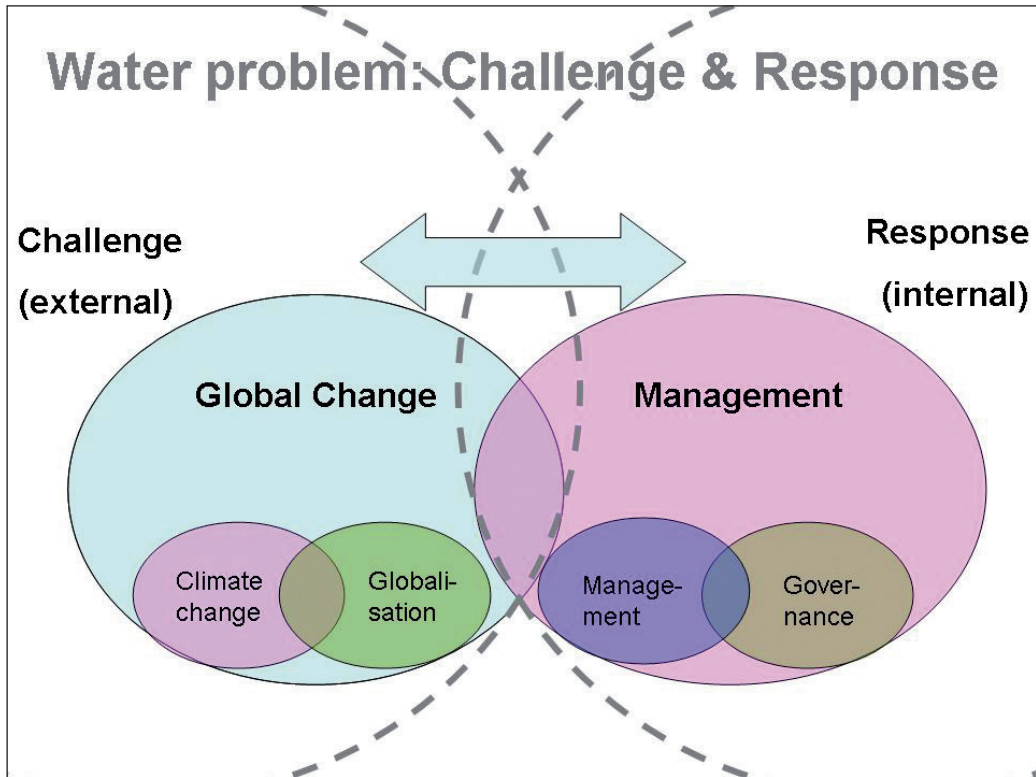 Water problem: Challenge & Response
Challenge
(external)
Response
(internal)
Global Change
Management
Climate
change
Globali-
sation
Manage-
ment
Gover-
nance